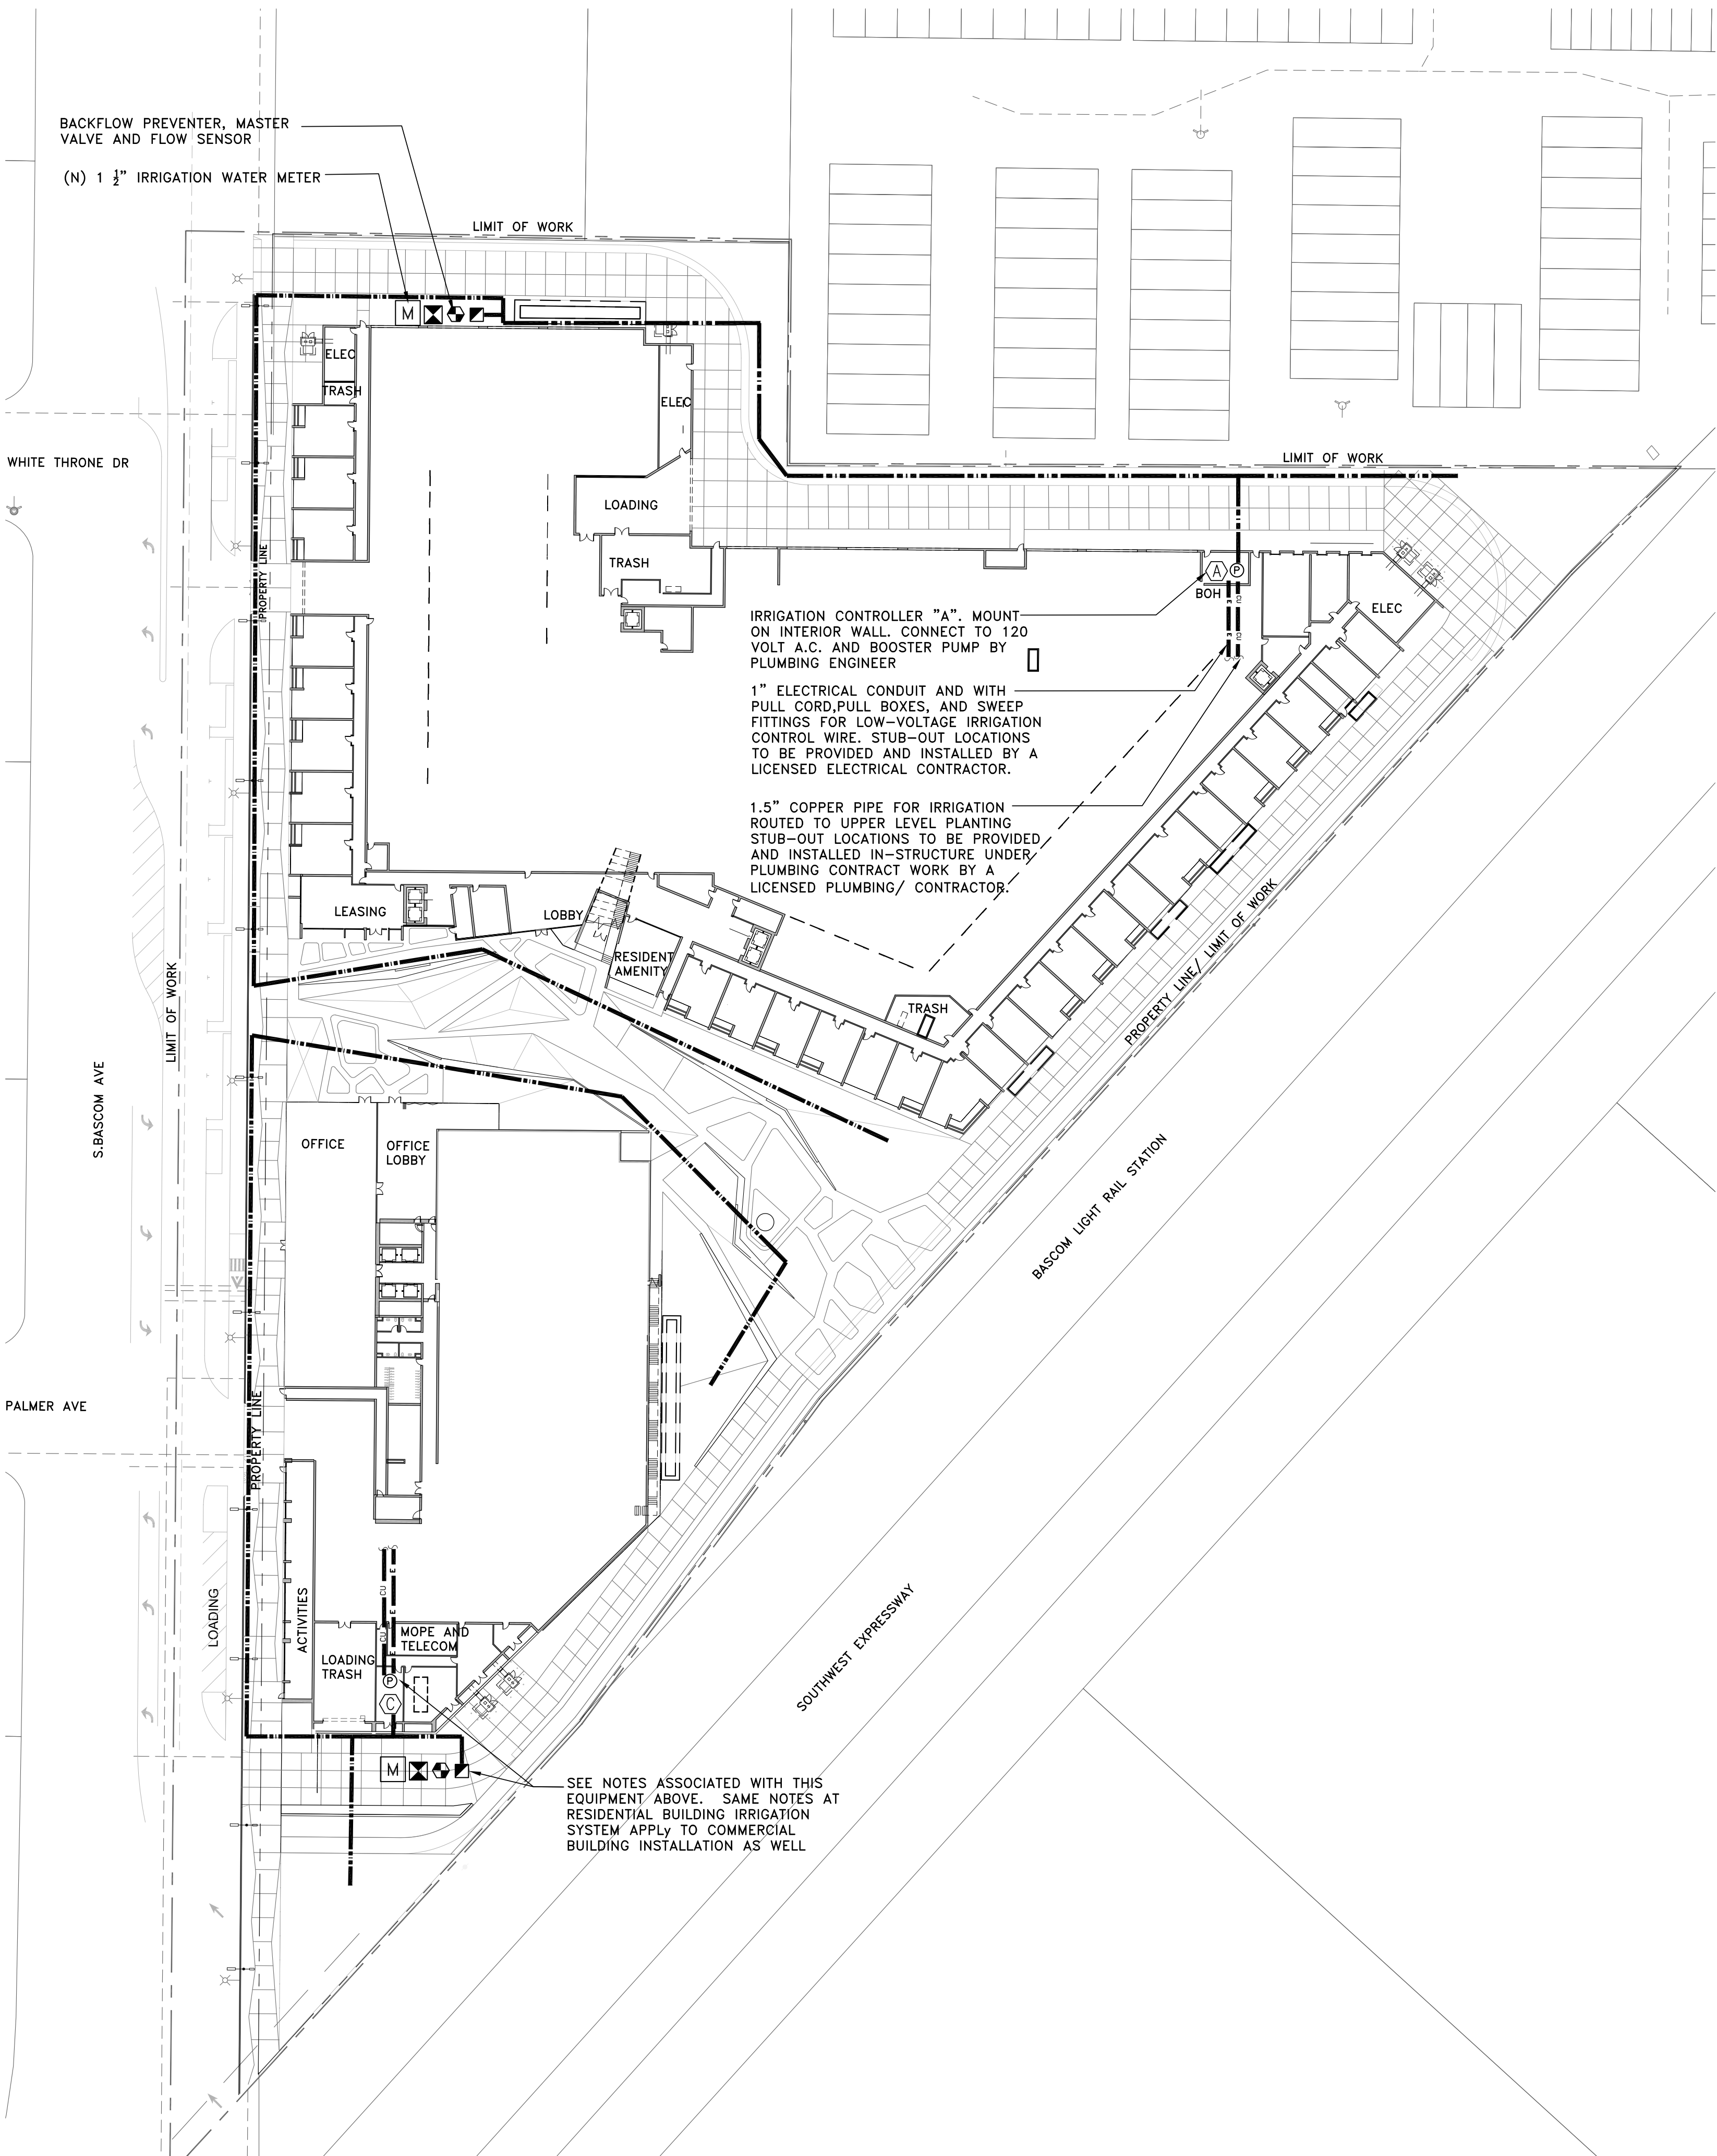 BACKFLOW PREVENTER, MASTER
VALVE AND FLOW SENSOR
(N) 1 1/2" IRRIGATION WATER METER
LIMIT OF WORK
M
ELEC
TRASH
ELEC
WHITE THRONE DR
LIMIT OF WORK
LOADING
PROPERTY LINE
TRASH
A
P
BOH
ELEC
CU
CU
IRRIGATION CONTROLLER "A". MOUNT
ON INTERIOR WALL. CONNECT TO 120
VOLT A.C. AND BOOSTER PUMP BY
PLUMBING ENGINEER
1" ELECTRICAL CONDUIT AND WITH
PULL CORD,PULL BOXES, AND SWEEP
FITTINGS FOR LOW-VOLTAGE IRRIGATION
CONTROL WIRE. STUB-OUT LOCATIONS
TO BE PROVIDED AND INSTALLED BY A
LICENSED ELECTRICAL CONTRACTOR.
1.5" COPPER PIPE FOR IRRIGATION
ROUTED TO UPPER LEVEL PLANTING
STUB-OUT LOCATIONS TO BE PROVIDED
AND INSTALLED IN-STRUCTURE UNDER
PLUMBING CONTRACT WORK BY A
LICENSED PLUMBING/ CONTRACTOR.
LEASING
LOBBY
RESIDENT
AMENITY
TRASH
PROPERTY LINE/ LIMIT OF WORK
LIMIT OF WORK
S.BASCOM AVE
OFFICE
OFFICE
LOBBY
BASCOM LIGHT RAIL STATION
PALMER AVE
PROPERTY LINE
LOADING
ACTIVITIES
CU
E
E
CU
E
MOPE AND
TELECOM
LOADING
TRASH
P
C
SOUTHWEST EXPRESSWAY
M
SEE NOTES ASSOCIATED WITH THIS
EQUIPMENT ABOVE. SAME NOTES AT
RESIDENTIAL BUILDING IRRIGATION
SYSTEM APPLy TO COMMERCIAL
BUILDING INSTALLATION AS WELL